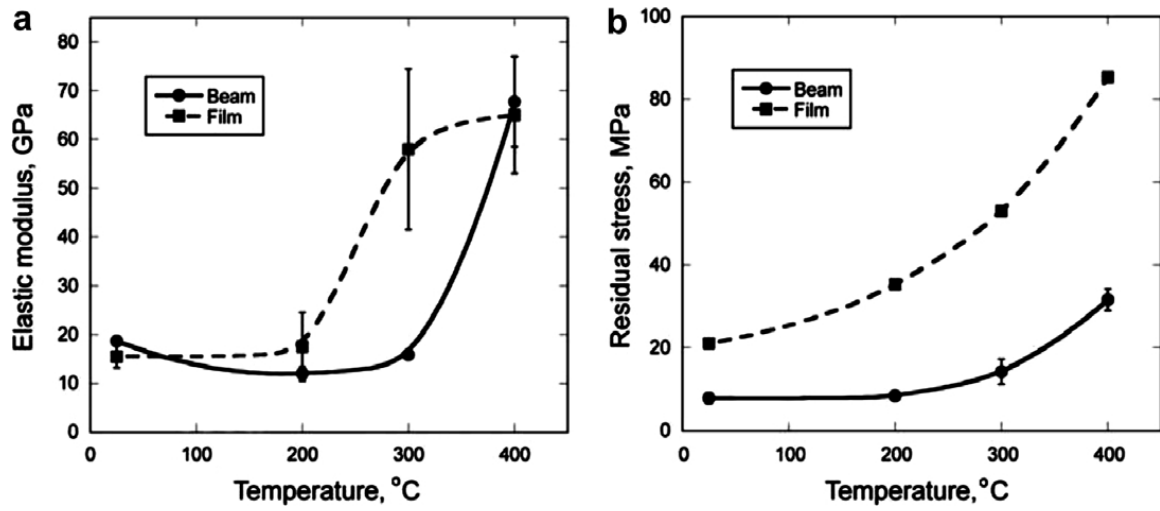 a
80
70
60
50
40
30
20
10
0
Elastic modulus, GPa
Beam
Film
0 100 200 300 400
Temperature, °C
b
100
80
60
40
20
0
Residual stress, MPa
Beam
Film
0 100 200 300 400
Temperature, °C